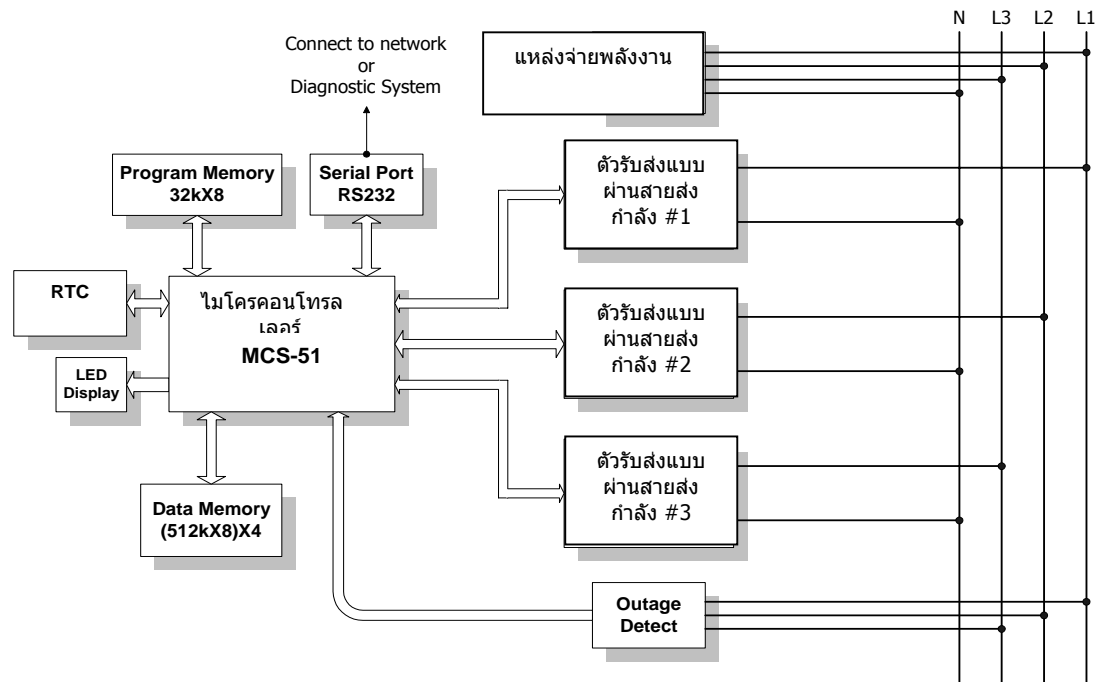 N L3 L2 L1
Connect to network
or
Diagnostic System
แหล่งจ่ายพลังงาน
Program Memory
32kX8
Serial Port
RS232
ตัวรับส่งแบบ
ผ่านสายส่ง
กำลัง #1
RTC
ไมโครคอนโทรล
เลอร์
MCS-51
ตัวรับส่งแบบ
ผ่านสายส่ง
กำลัง #2
LED
Display
ตัวรับส่งแบบ
ผ่านสายส่ง
กำลัง #3
Data Memory
(512kX8)X4
Outage
Detect